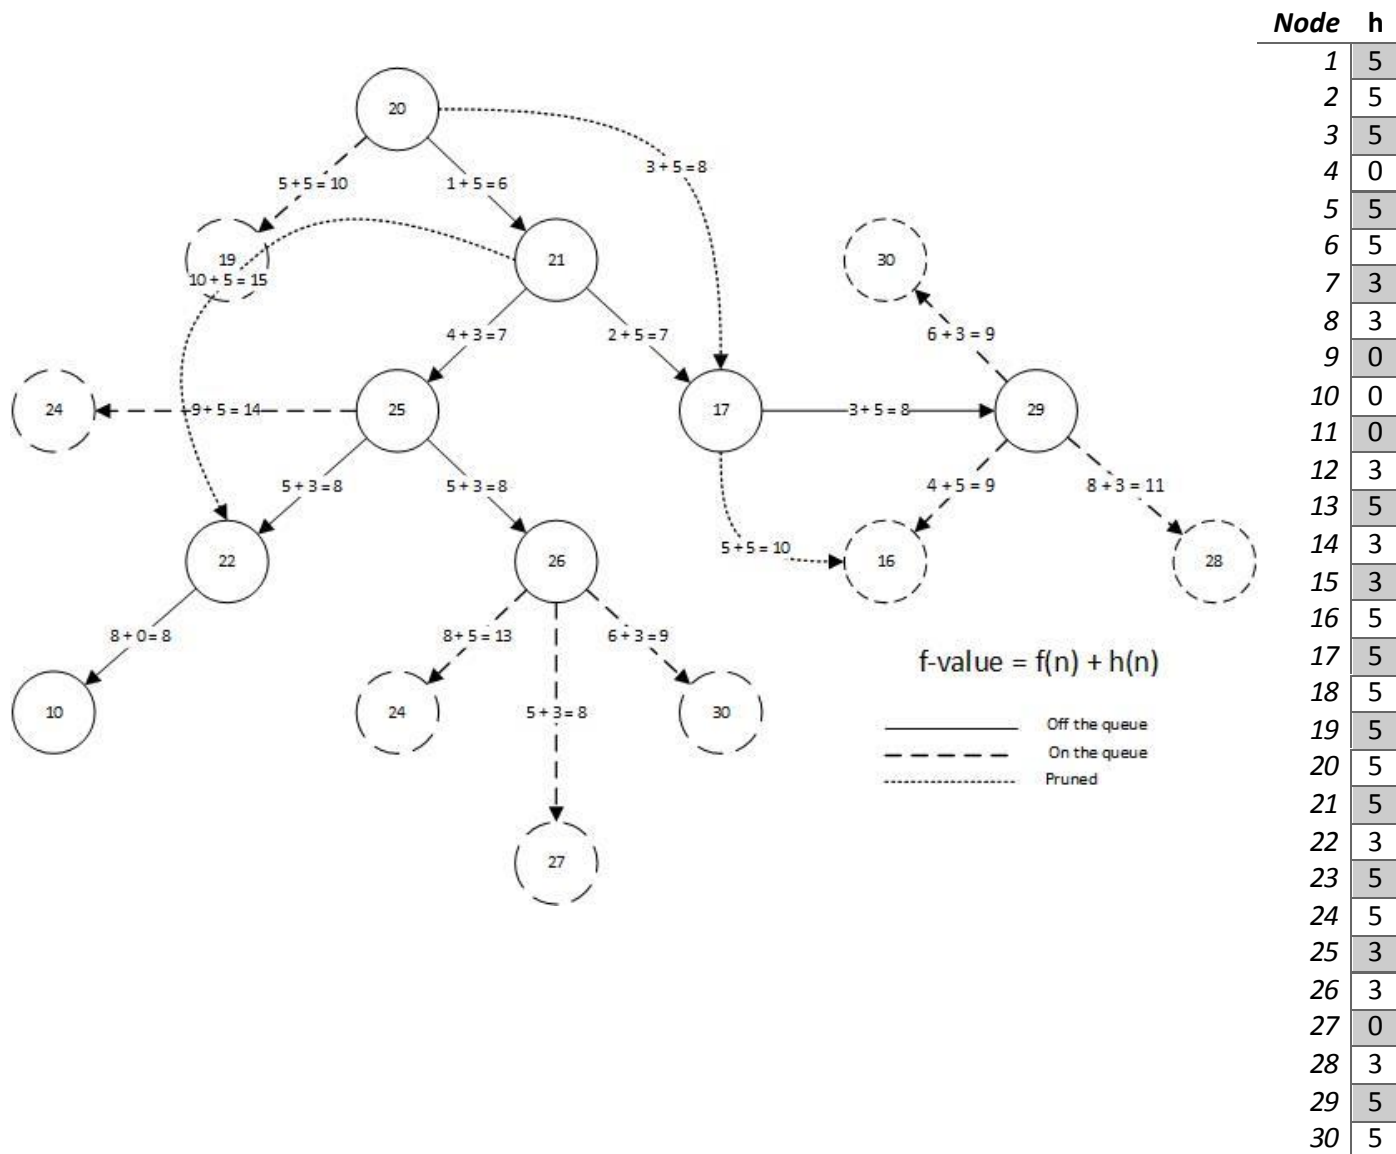 20
5 + 5 = 10
1 + 5 = 6
3 + 5 = 8
19
10 + 5 = 15
21
30
4 + 3 = 7
2 + 5 = 7
6 + 3 = 9
24
9 + 5 = 14
25
17
3 + 5 = 8
29
5 + 3 = 8
5 + 3 = 8
4 + 5 = 9
8 + 3 = 11
22
26
5 + 5 = 10
16
28
8 + 0 = 8
8 + 5 = 13
6 + 3 = 9
10
24
5 + 3 = 8
30
27
f-value = f(n) + h(n)
Off the queue
On the queue
Pruned
Node h
1 5
2 5
3 5
4 0
5 5
6 5
7 3
8 3
9 0
10 0
11 0
12 3
13 5
14 3
15 3
16 5
17 5
18 5
19 5
20 5
21 5
22 3
23 5
24 5
25 3
26 3
27 0
28 3
29 5
30 5